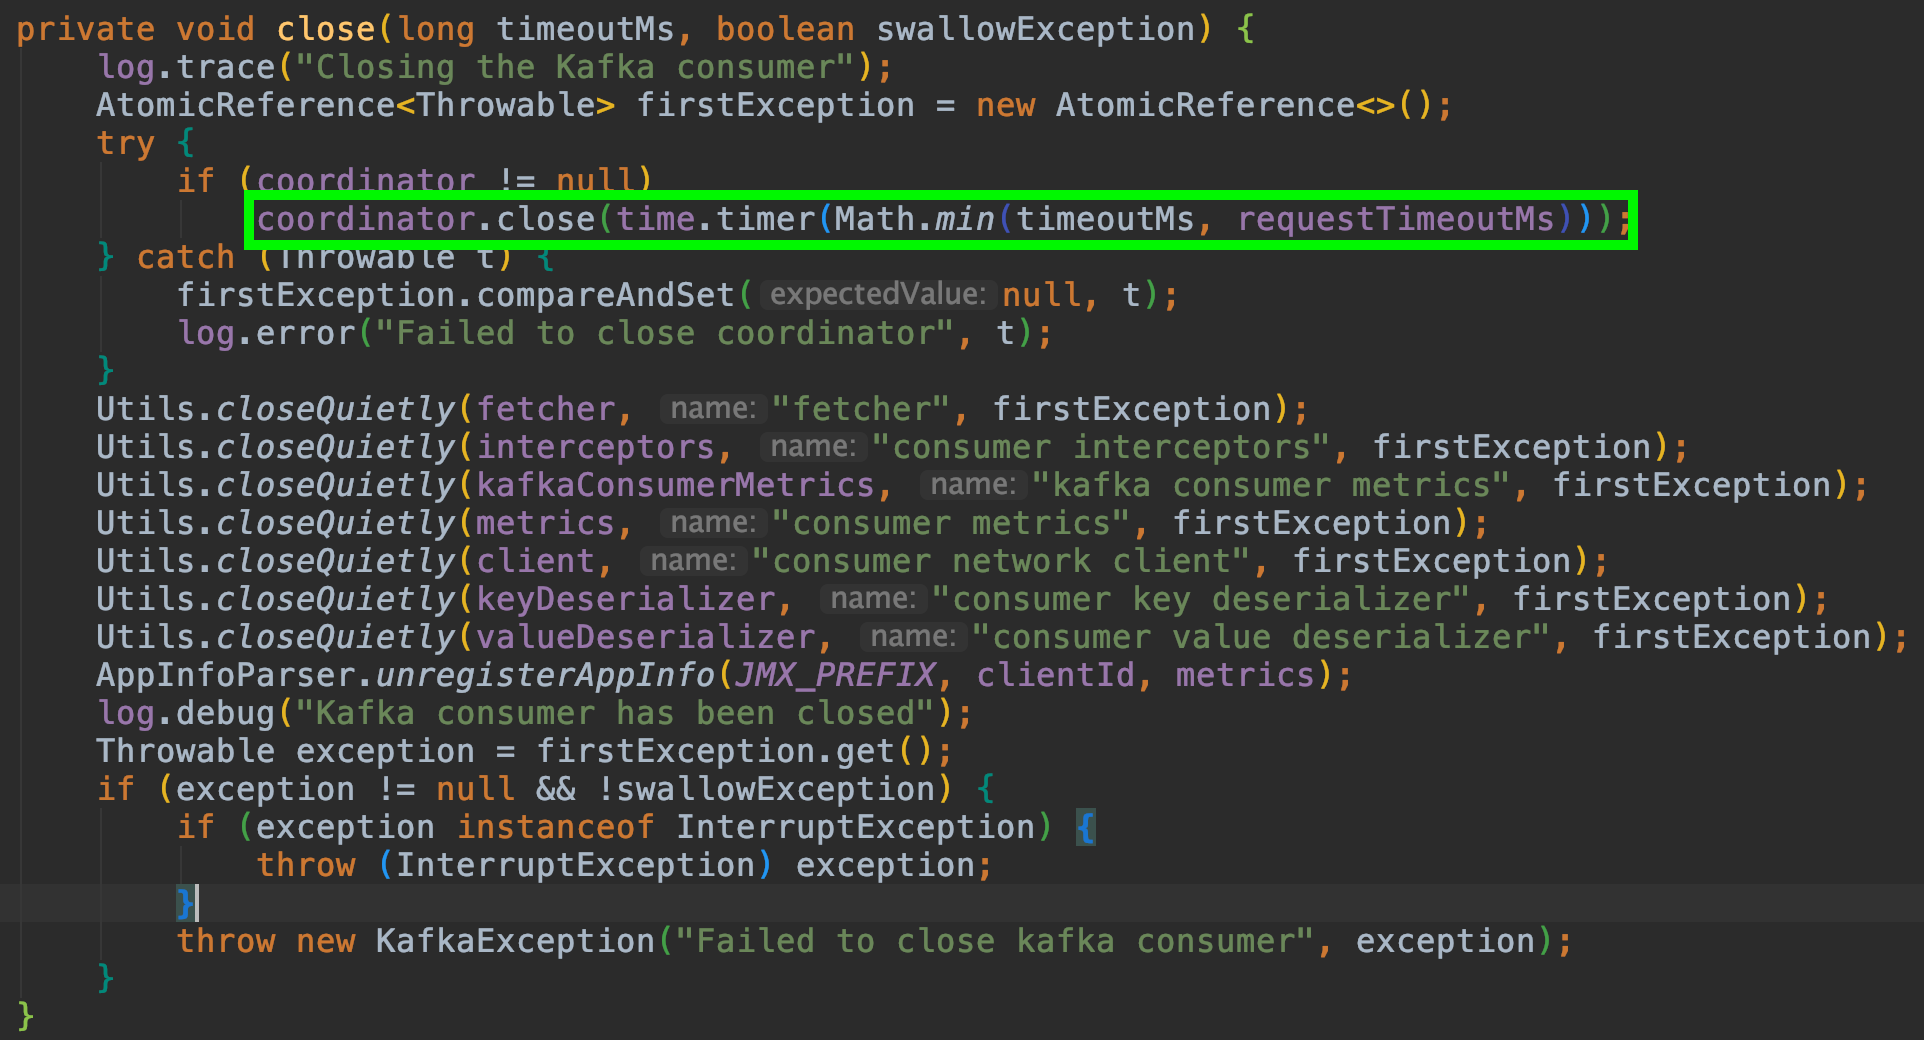 private void close(long timeoutMs, boolean swallowException) {
log.trace("Closing the Kafka consumer");
AtomicReference<Throwable> firstException = new AtomicReference<>();
try {
if (coordinator != null)
coordinator.close(time.timer(Math.min(timeoutMs, requestTimeoutMs)));
} catch (Throwable t) {
firstException.compareAndSet( expectedValue: null, t);
log.error("Failed to close coordinator", t);
}
Utils.closeQuietly(fetcher, name: "fetcher", firstException);
Utils.closeQuietly(interceptors, name: "consumer interceptors", firstException);
Utils.closeQuietly(kafkaConsumerMetrics, name: "kafka consumer metrics", firstException);
Utils.closeQuietly(metrics, name: "consumer metrics", firstException);
Utils.closeQuietly(client, name: "consumer network client", firstException);
Utils.closeQuietly(keyDeserializer, name: "consumer key deserializer", firstException);
Utils.closeQuietly(valueDeserializer, name: "consumer value deserializer", firstException);
AppInfoParser.unregisterAppInfo(JMX_PREFIX, clientId, metrics);
log.debug("Kafka consumer has been closed");
Throwable exception = firstException.get();
if (exception != null && !swallowException) {
if (exception instanceof InterruptException) {
throw (InterruptException) exception;
}
throw new KafkaException("Failed to close kafka consumer", exception);
}
}